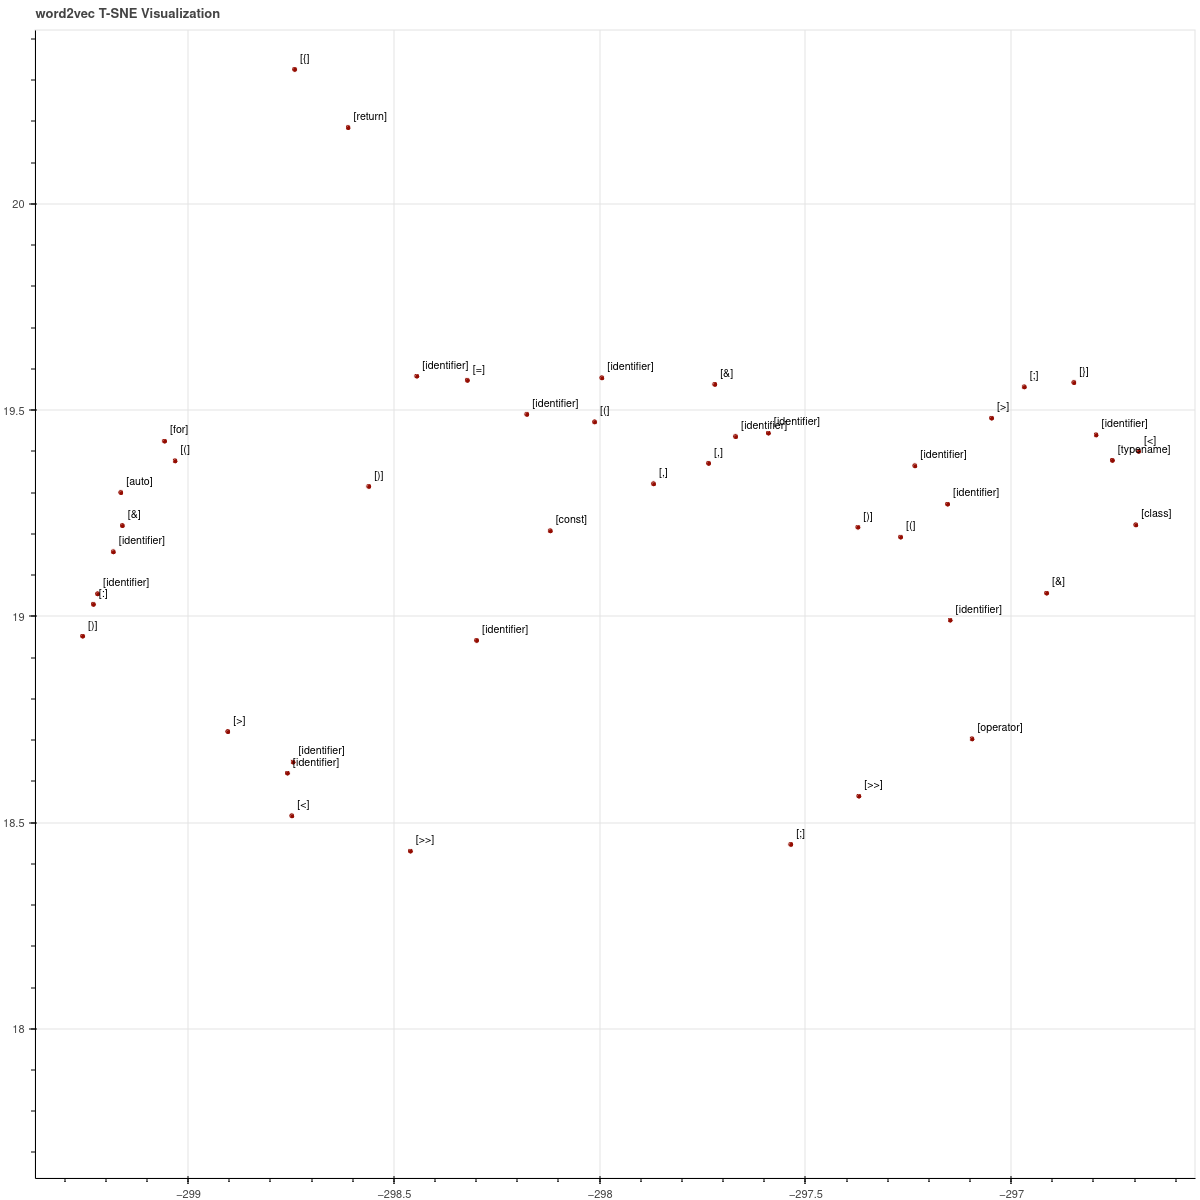 word2vec T-SNE Visualization
[{]
[return]
20
[identifier]
[=]
[identifier]
[&]
[;]
[}]
[identifier]
[(]
[>]
19.5
[for]
[(]
[identifier]
[identifier]
[identifier]
[<]
[typename]
[,]
[identifier]
[)]
[,]
[auto]
[identifier]
[&]
[const]
[)]
[(]
[class]
[identifier]
[identifier]
[:]
[&]
19
[)]
[identifier]
[identifier]
[>]
[operator]
[identifier]
[identifier]
[>>]
[<]
18.5
[>>]
[;]
18
−299
−298.5
−298
−297.5
−297